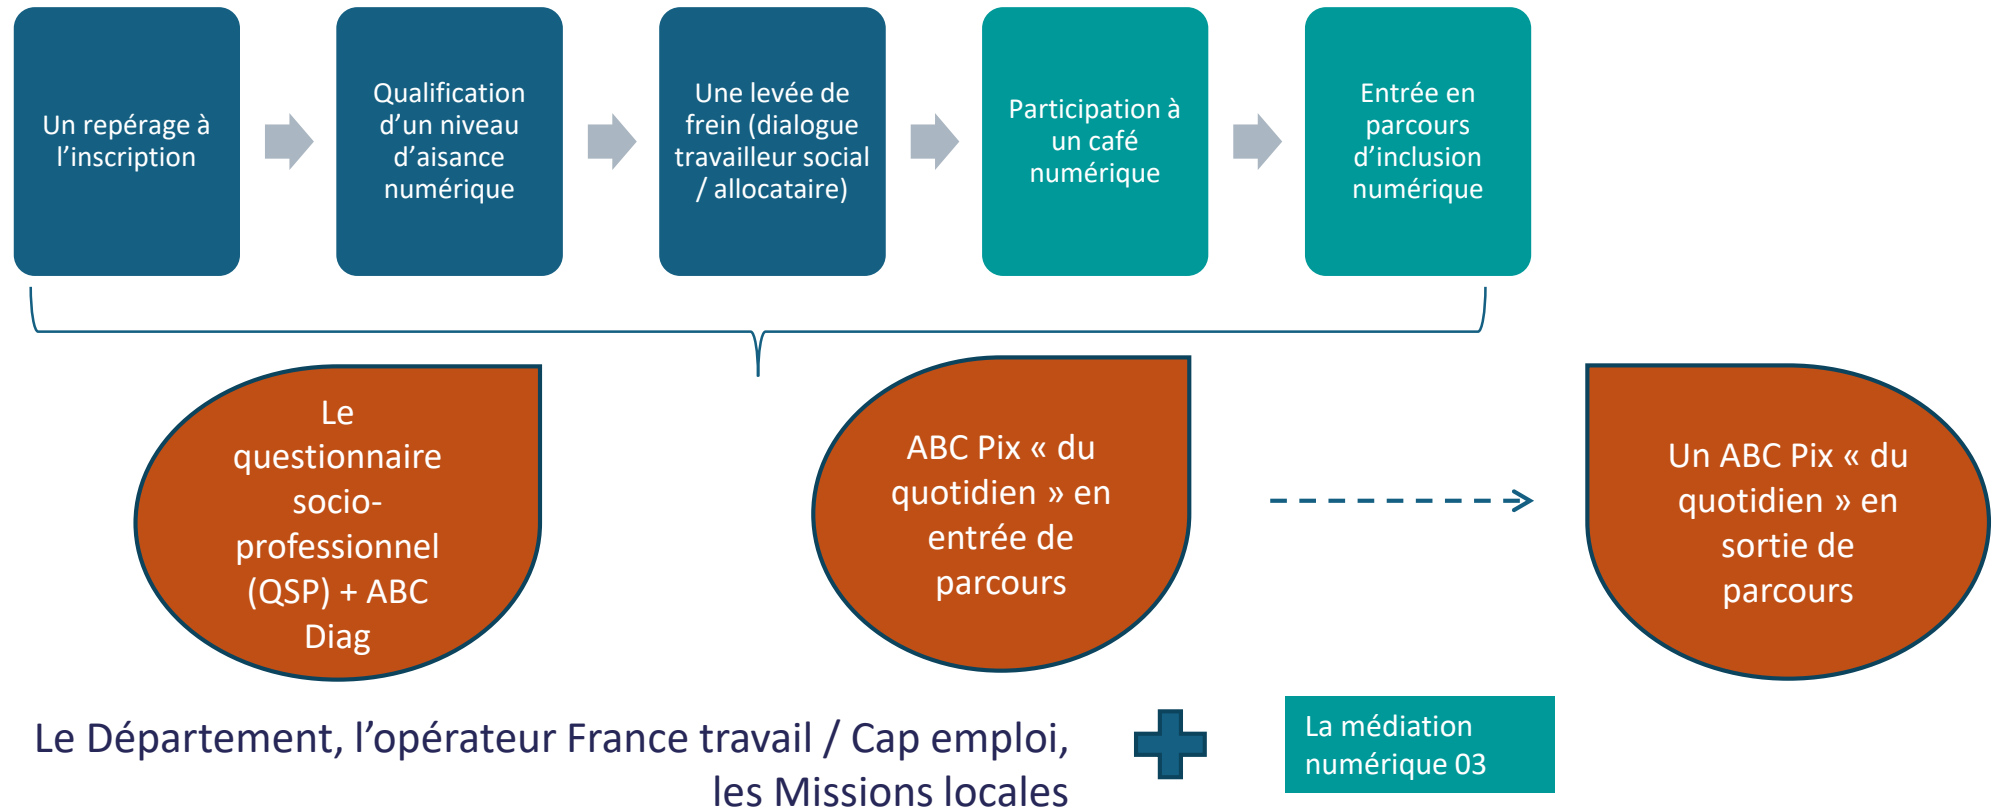 Un repérage à
l’inscription
Qualification
d’un niveau
d’aisance
numérique
Une levée de
frein (dialogue
travailleur social
/ allocataire)
Participation à
un café
numérique
Entrée en
parcours
d’inclusion
numérique
Le
questionnaire
socio-
professionnel
(QSP) + ABC
Diag
ABC Pix « du
quotidien » en
entrée de
parcours
Un ABC Pix « du
quotidien » en
sortie de
parcours
Le Département, l’opérateur France travail / Cap emploi,
les Missions locales
La médiation
numérique 03